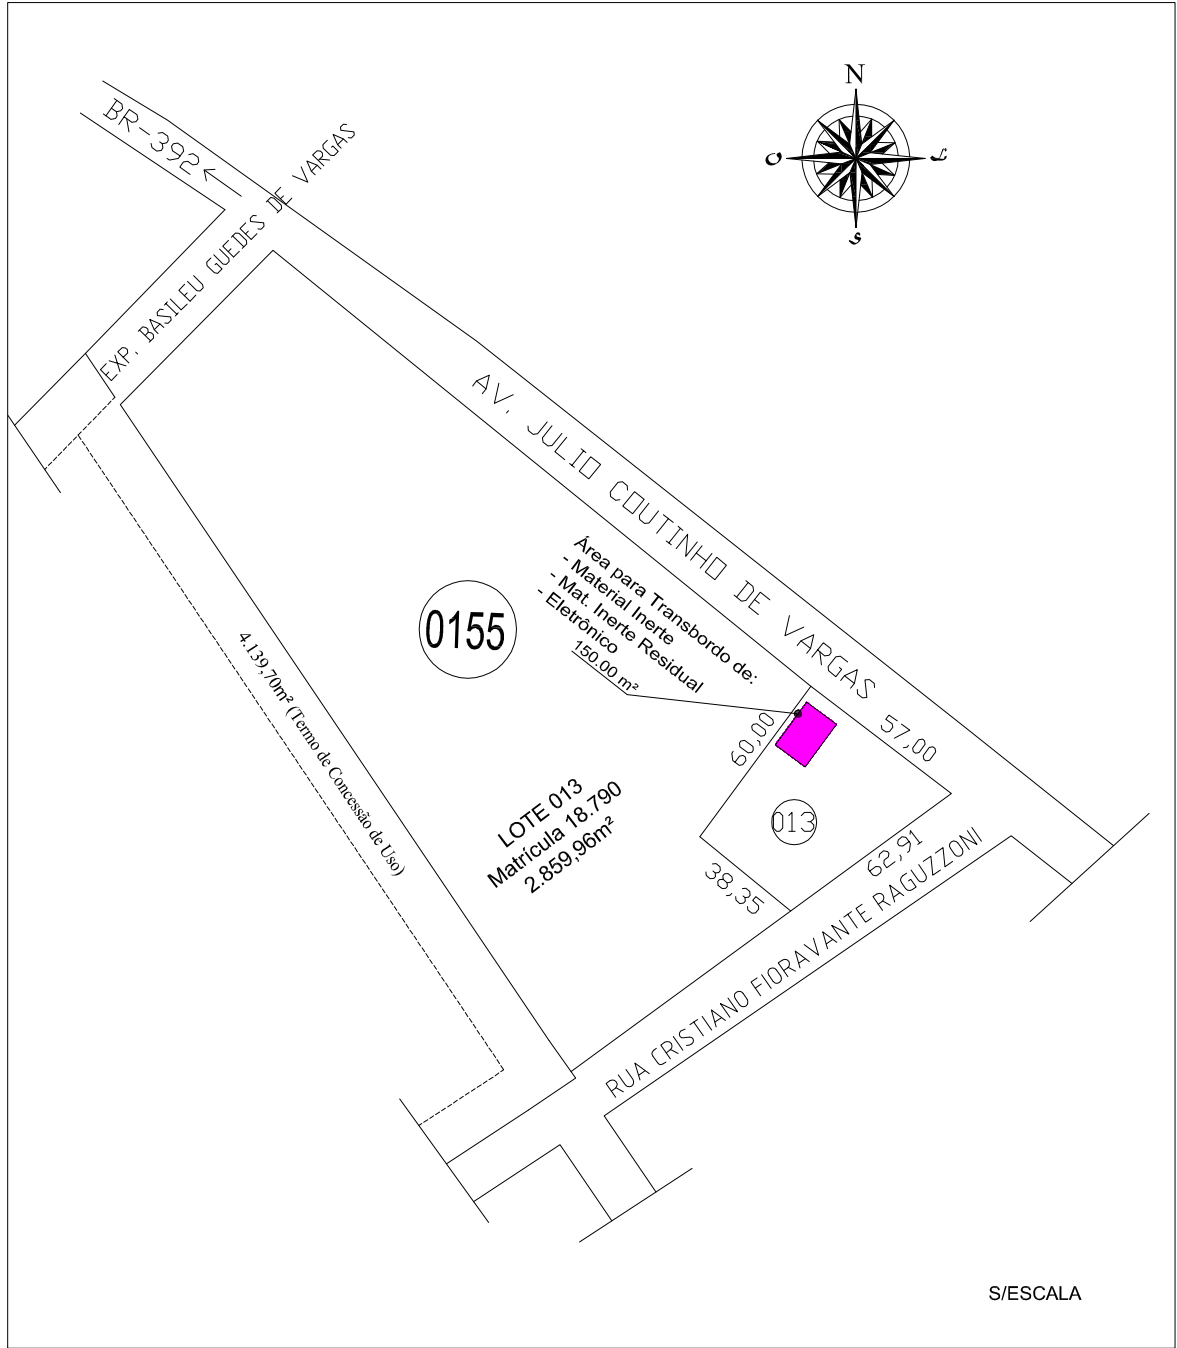 N
O
L
S
BR-392
EXP. BASILEU GUEDES DE VARGAS
AV. JULIO COUTINHO DE VARGAS
Área para Transbordo de:
- Material Inerte
- Mat. Inerte Residual
- Eletrônico
150.00 m²
0155
4.139,70m² (Termo de Concessão de Uso)
60,00
57,00
LOTE 013
Matrícula 18.790
2.859,96m²
013
62,91
38,35
RUA CRISTIANO FIORAVANTE RAGUZZONI
S/ESCALA